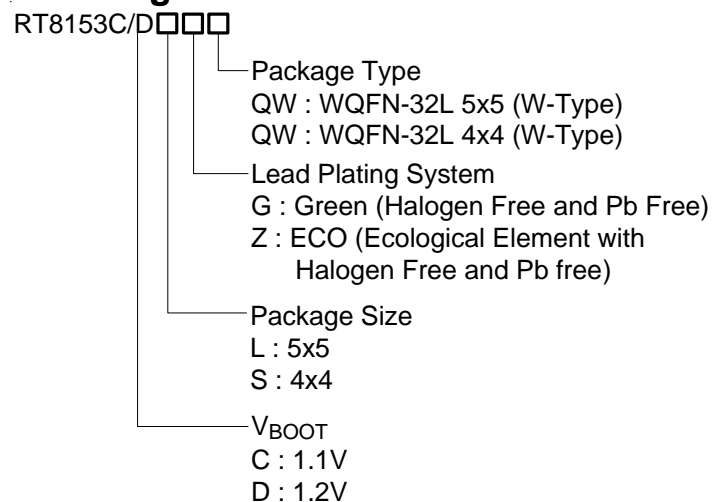 RT8153C/D□□□
Package Type
QW : WQFN-32L 5x5 (W-Type)
QW : WQFN-32L 4x4 (W-Type)
Lead Plating System
G : Green (Halogen Free and Pb Free)
Z : ECO (Ecological Element with
Halogen Free and Pb free)
Package Size
L : 5x5
S : 4x4
VBOOT
C : 1.1V
D : 1.2V